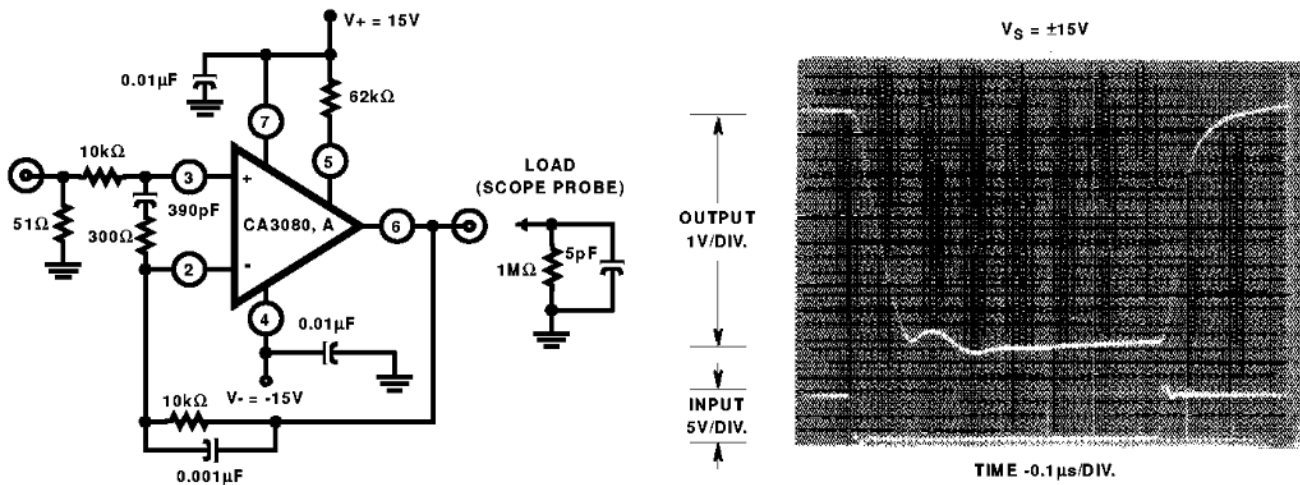 V+ = 15V
0.01µF
62kΩ
7
5
10kΩ
3
+
390pF
51Ω
300Ω
CA3080, A
6
2
-
4
0.01µF
V- = -15V
10kΩ
0.001µF
LOAD
(SCOPE PROBE)
5pF
1MΩ
VS = ±15V
OUTPUT
1V/DIV.
INPUT
5V/DIV.
TIME -0.1µs/DIV.